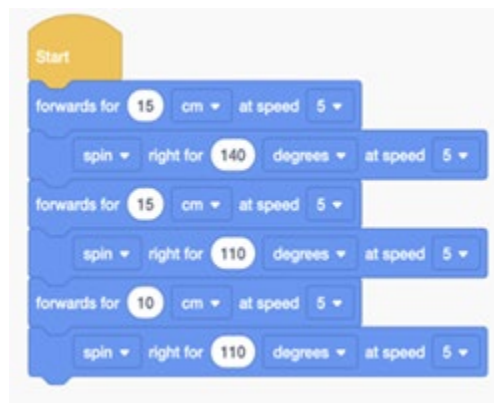 Start
forwards for 15 cm at speed 5
spin right for 140 degrees at speed 5
forwards for 15 cm at speed 5
spin right for 110 degrees at speed 5
forwards for 10 cm at speed 5
spin right for 110 degrees at speed 5